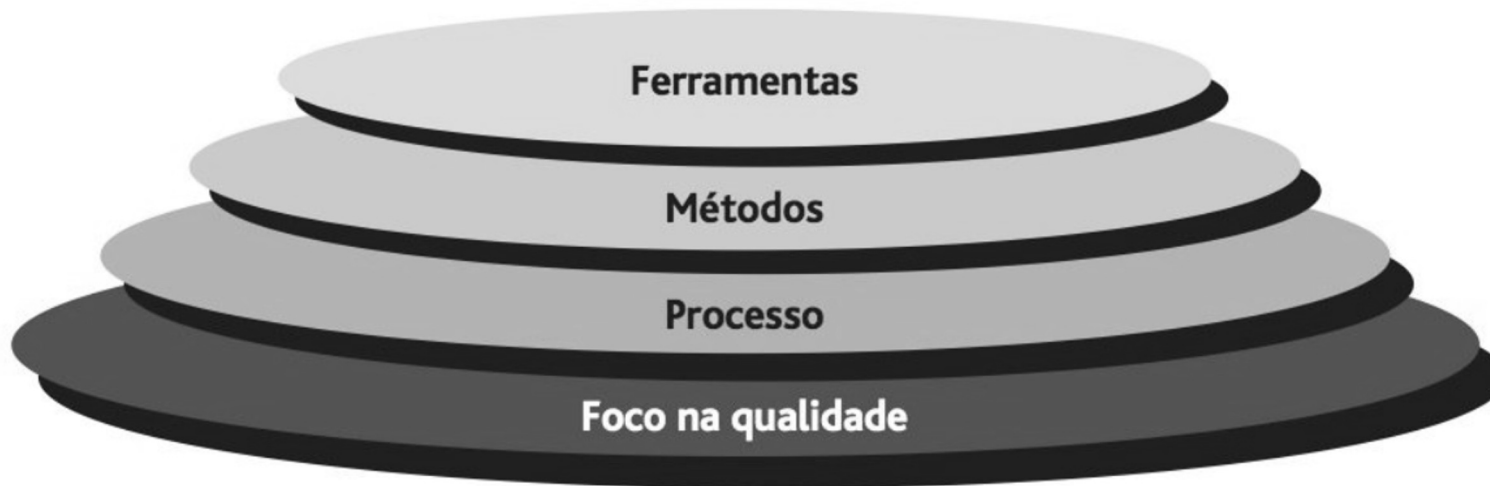 Ferramentas
Métodos
Processo
Foco na qualidade